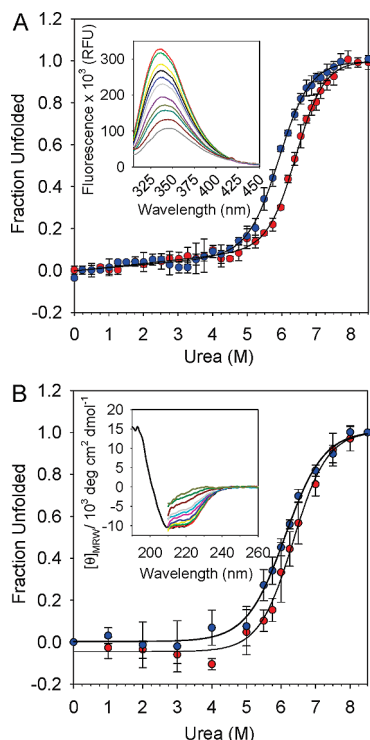 A
Fraction Unfolded
1.2
1.0
0.8
0.6
0.4
0.2
0.0
-0.2
0 1 2 3 4 5 6 7 8
Urea (M)
Fluorescence x 10³ (RFU)
300
200
100
0
325 350 375 400 425 450
Wavelength (nm)
B
Fraction Unfolded
1.2
1.0
0.8
0.6
0.4
0.2
0.0
-0.2
0 1 2 3 4 5 6 7 8
Urea (M)
[θ]MRW/ 10³ deg cm² dmol⁻¹
20
15
10
5
0
-5
-10
200 220 240 260
Wavelength (nm)